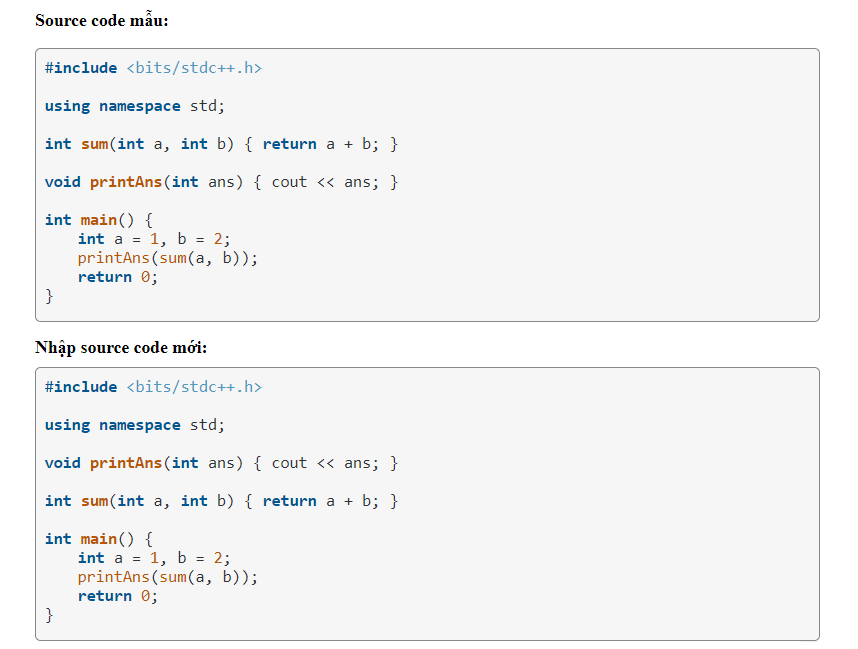 Source code mẫu:
#include <bits/stdc++.h>
using namespace std;
int sum(int a, int b) { return a + b; }
void printAns(int ans) { cout << ans; }
int main() {
    int a = 1, b = 2;
    printAns(sum(a, b));
    return 0;
}
Nhập source code mới:
#include <bits/stdc++.h>
using namespace std;
void printAns(int ans) { cout << ans; }
int sum(int a, int b) { return a + b; }
int main() {
    int a = 1, b = 2;
    printAns(sum(a, b));
    return 0;
}